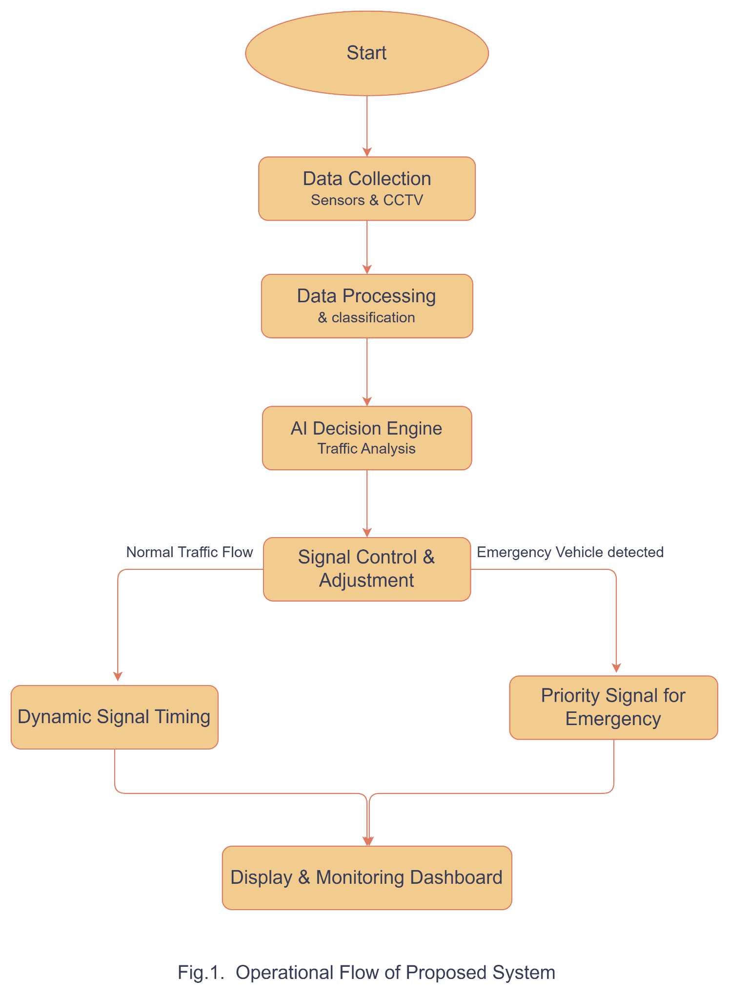 Start
Data Collection
Sensors & CCTV
Data Processing
& classification
AI Decision Engine
Traffic Analysis
Normal Traffic Flow
Signal Control &
Adjustment
Emergency Vehicle detected
Dynamic Signal Timing
Priority Signal for
Emergency
Display & Monitoring Dashboard
Fig.1.  Operational Flow of Proposed System